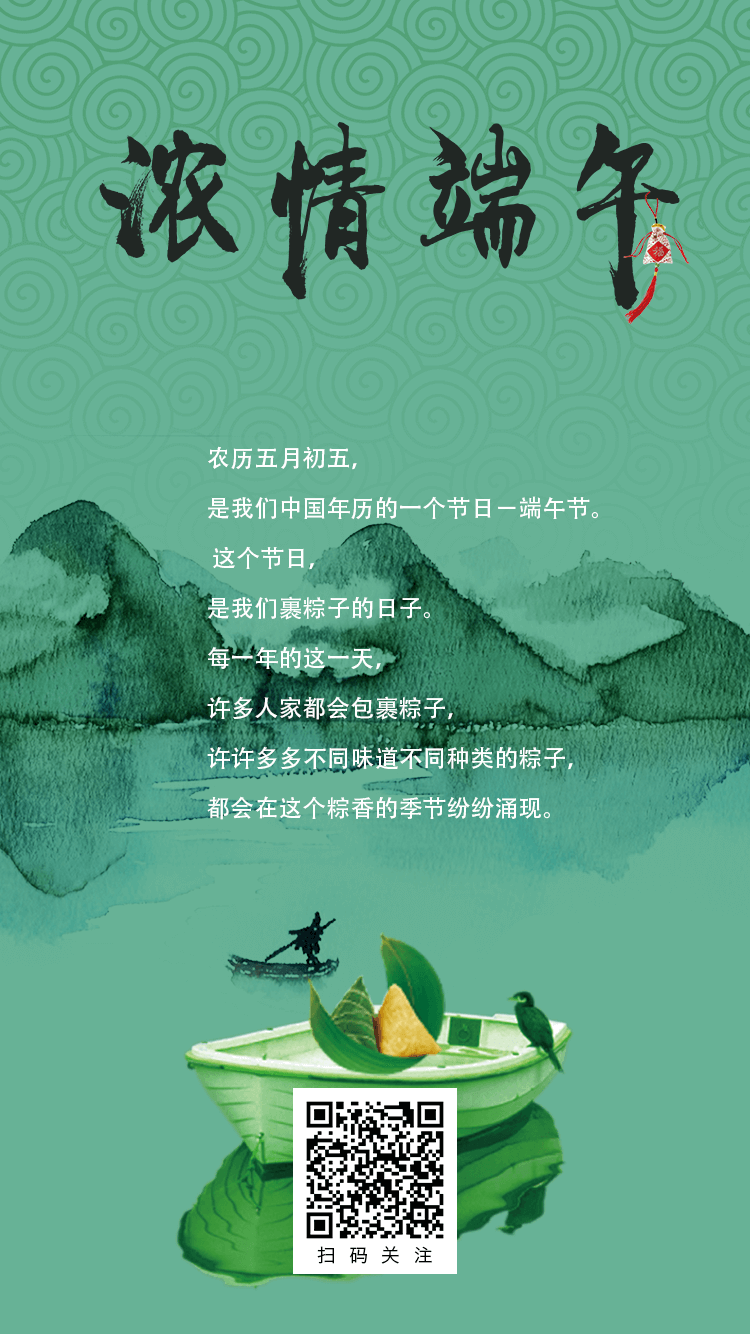 浓情端午
福
农历五月初五,
是我们中国年历的一个节日－端午节。
这个节日,
是我们裹粽子的日子。
每一年的这一天,
许多人家都会包裹粽子,
许许多多不同味道不同种类的粽子,
都会在这个粽香的季节纷纷涌现。
扫码关注